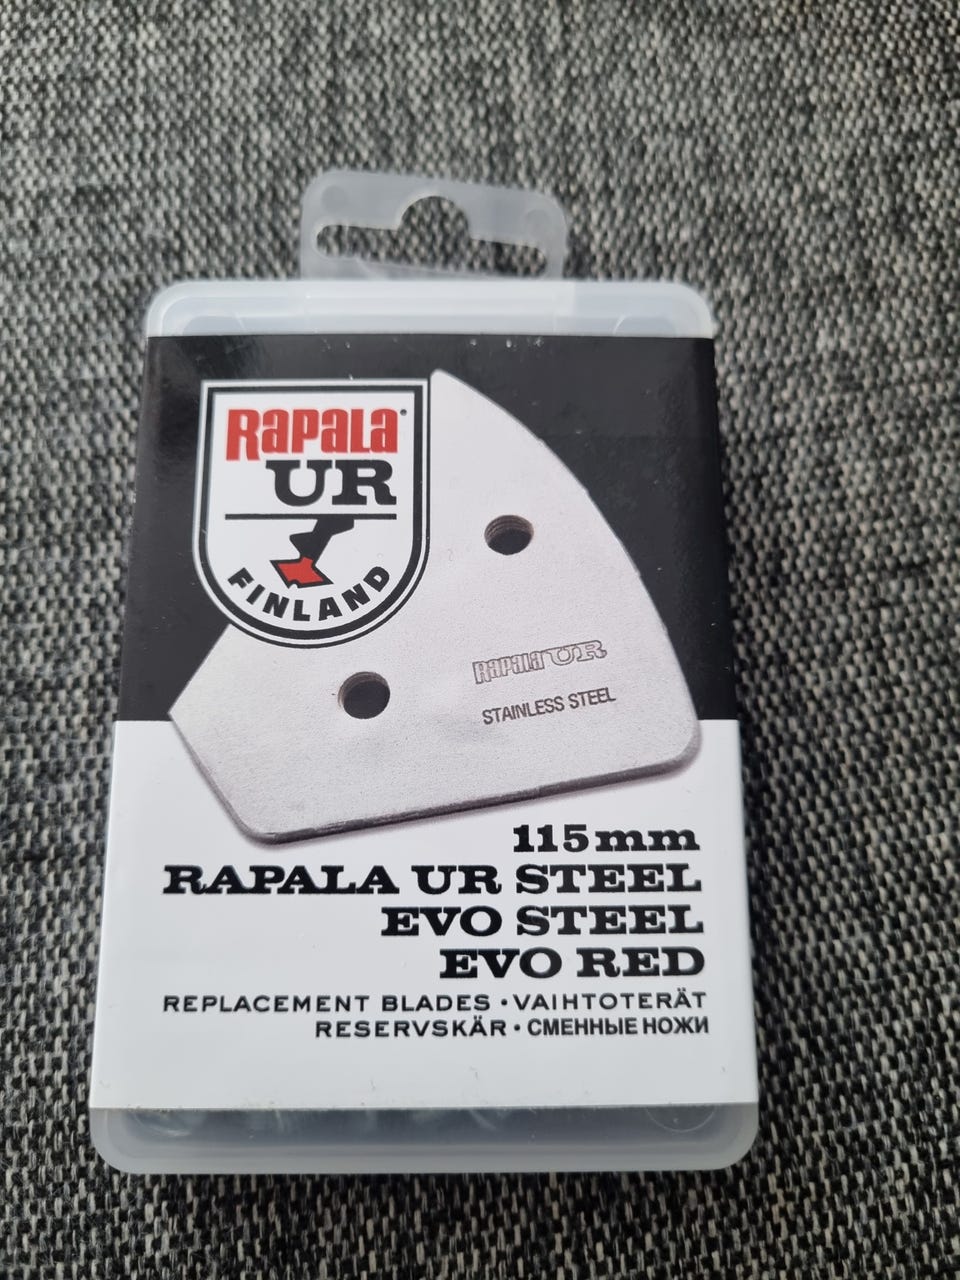 Rapala®
UR
FINLAND
Rapala UR
STAINLESS STEEL
115mm
RAPALA UR STEEL
EVO STEEL
EVO RED
REPLACEMENT BLADES • VAIHTOTERÄT
RESERVSKÄR • СМЕННЫЕ НОЖИ